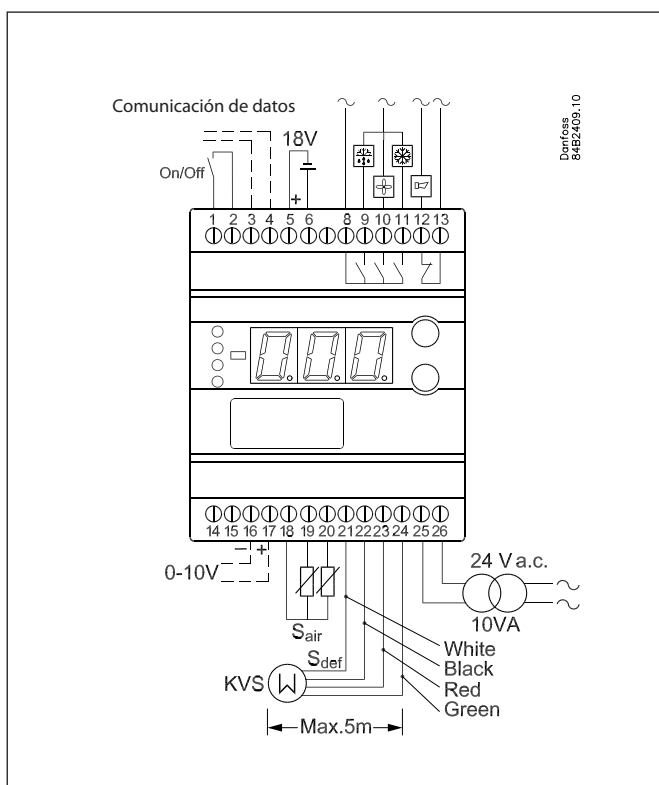 Comunicación de datos
18V
On/Off
+
1 2 3 4 5 6 8 9 10 11 12 13
Danfoss
84B2409.10
14 15 16 17 18 19 20 21 22 23 24 25 26
− +
0-10V
24 V a.c.
10VA
Sair
Sdef
KVS
White
Black
Red
Green
Max.5m